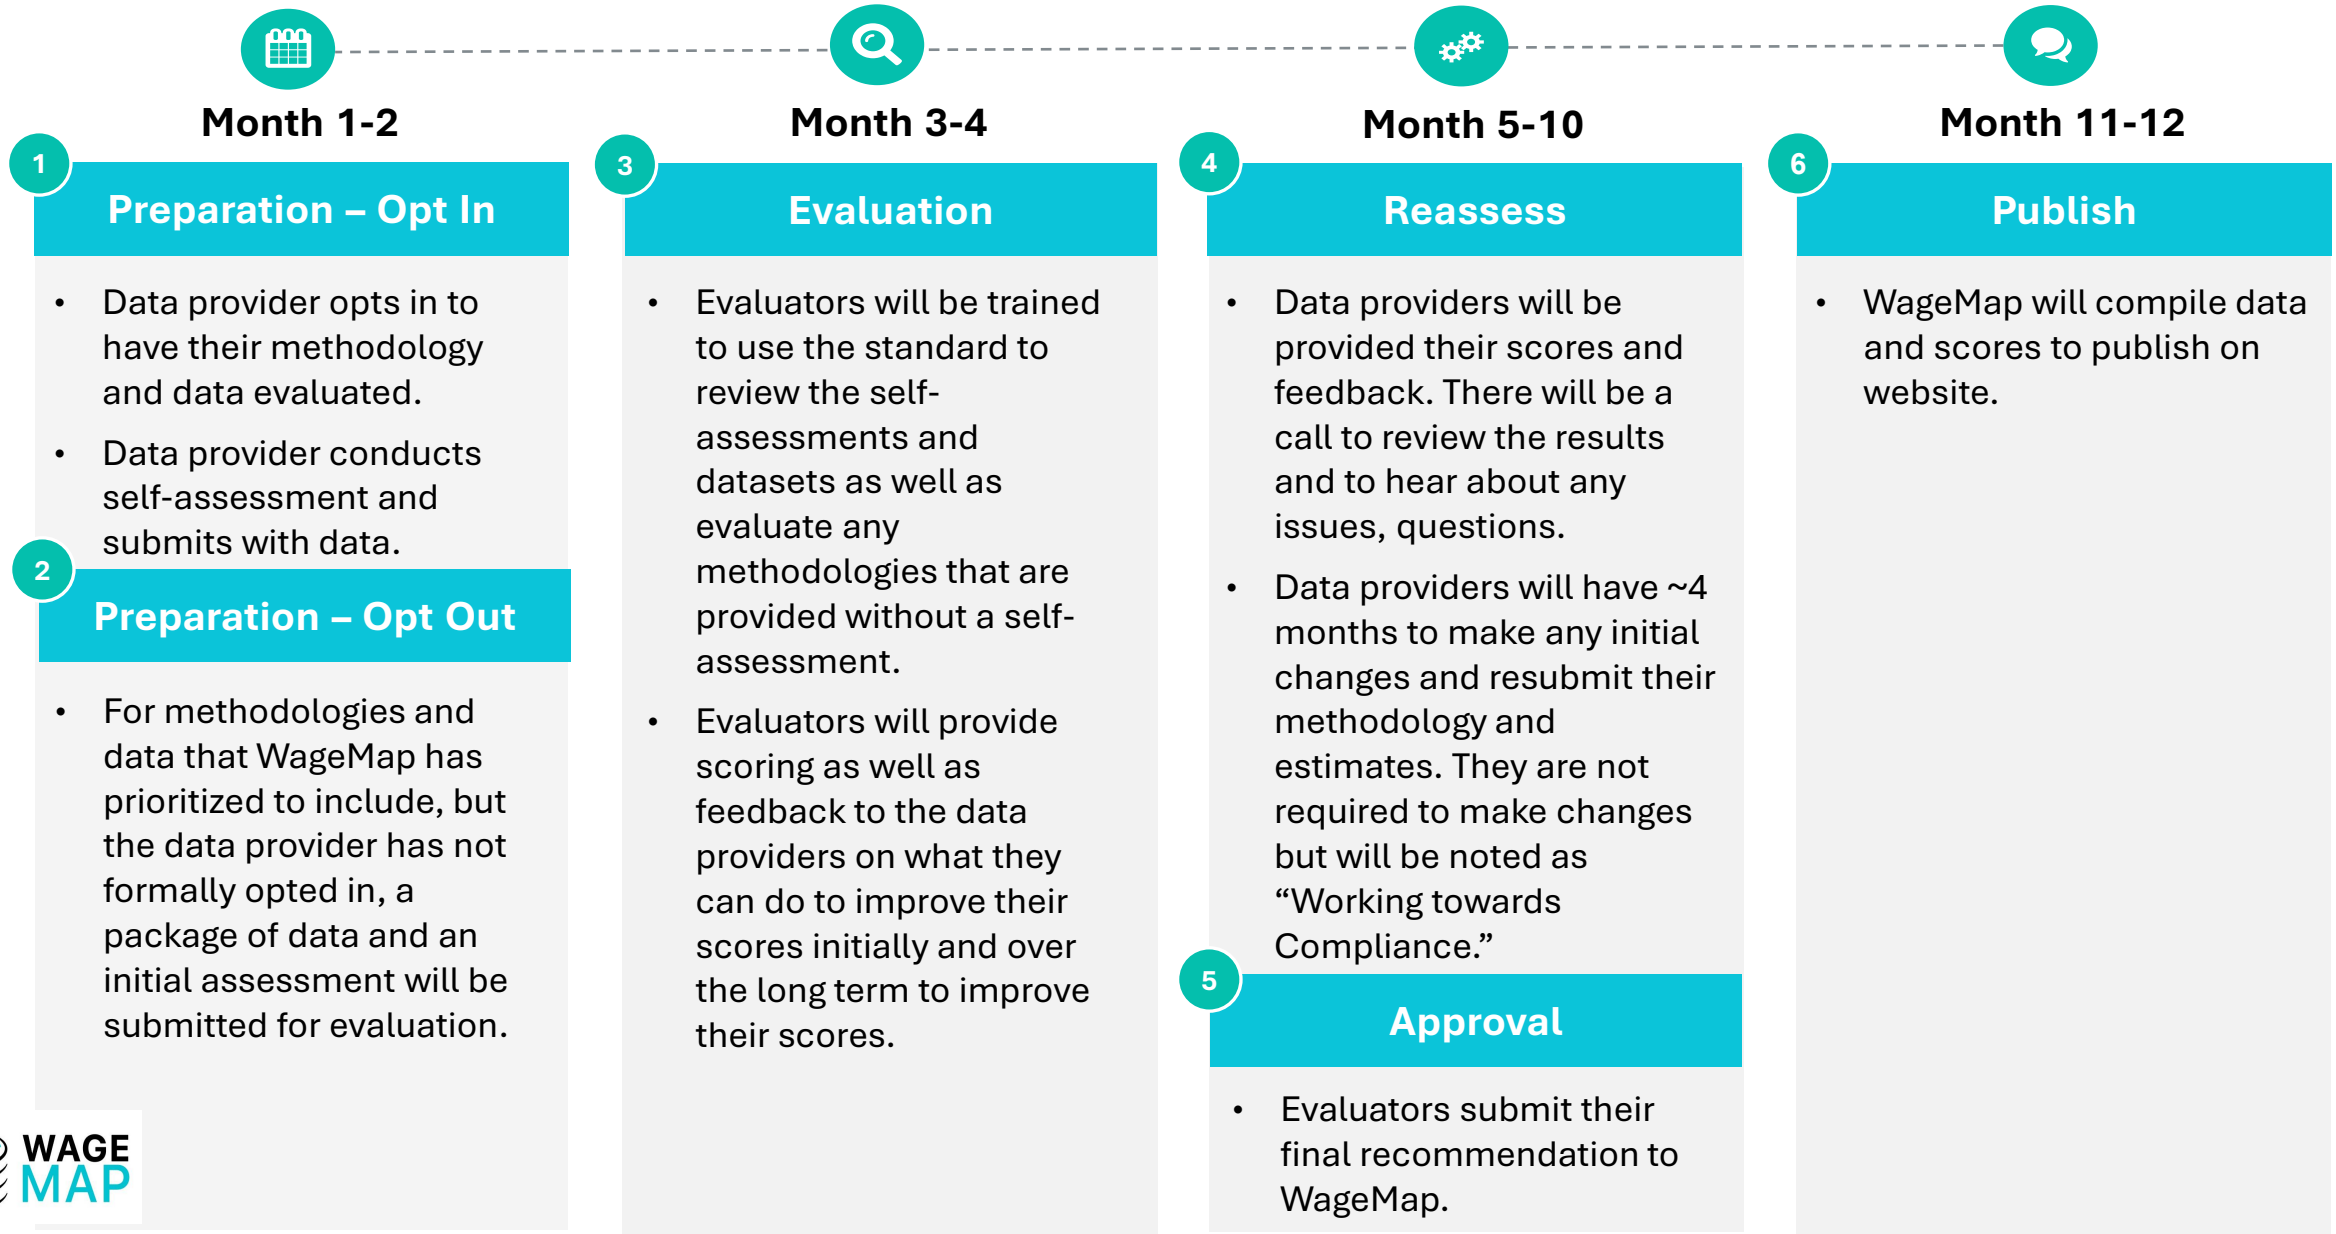 Month 1-2
1
Preparation – Opt In
• Data provider opts in to
have their methodology
and data evaluated.
• Data provider conducts
self-assessment and
submits with data.
2
Preparation – Opt Out
• For methodologies and
data that WageMap has
prioritized to include, but
the data provider has not
formally opted in, a
package of data and an
initial assessment will be
submitted for evaluation.
WAGE
MAP
Month 3-4
3
Evaluation
• Evaluators will be trained
to use the standard to
review the self-
assessments and
datasets as well as
evaluate any
methodologies that are
provided without a self-
assessment.
• Evaluators will provide
scoring as well as
feedback to the data
providers on what they
can do to improve their
scores initially and over
the long term to improve
their scores.
Month 5-10
4
Reassess
• Data providers will be
provided their scores and
feedback. There will be a
call to review the results
and to hear about any
issues, questions.
• Data providers will have ~4
months to make any initial
changes and resubmit their
methodology and
estimates. They are not
required to make changes
but will be noted as
“Working towards
Compliance.”
5
Approval
• Evaluators submit their
final recommendation to
WageMap.
Month 11-12
6
Publish
• WageMap will compile data
and scores to publish on
website.